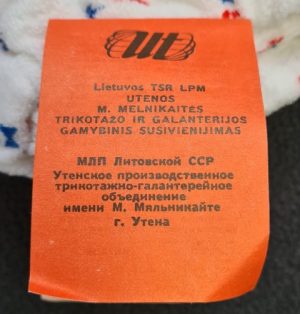 Ut
Lietuvos TSR LPM
UTENOS
M. MELNIKAITĖS
TRIKOTAŽO IR GALANTERIJOS
GAMYBINIS SUSIVIENIJIMAS
МЛП Литовской ССР
Утенское производственное
трикотажно-галантерейное
объединение
имени М. Мяльникайте
г. Утена